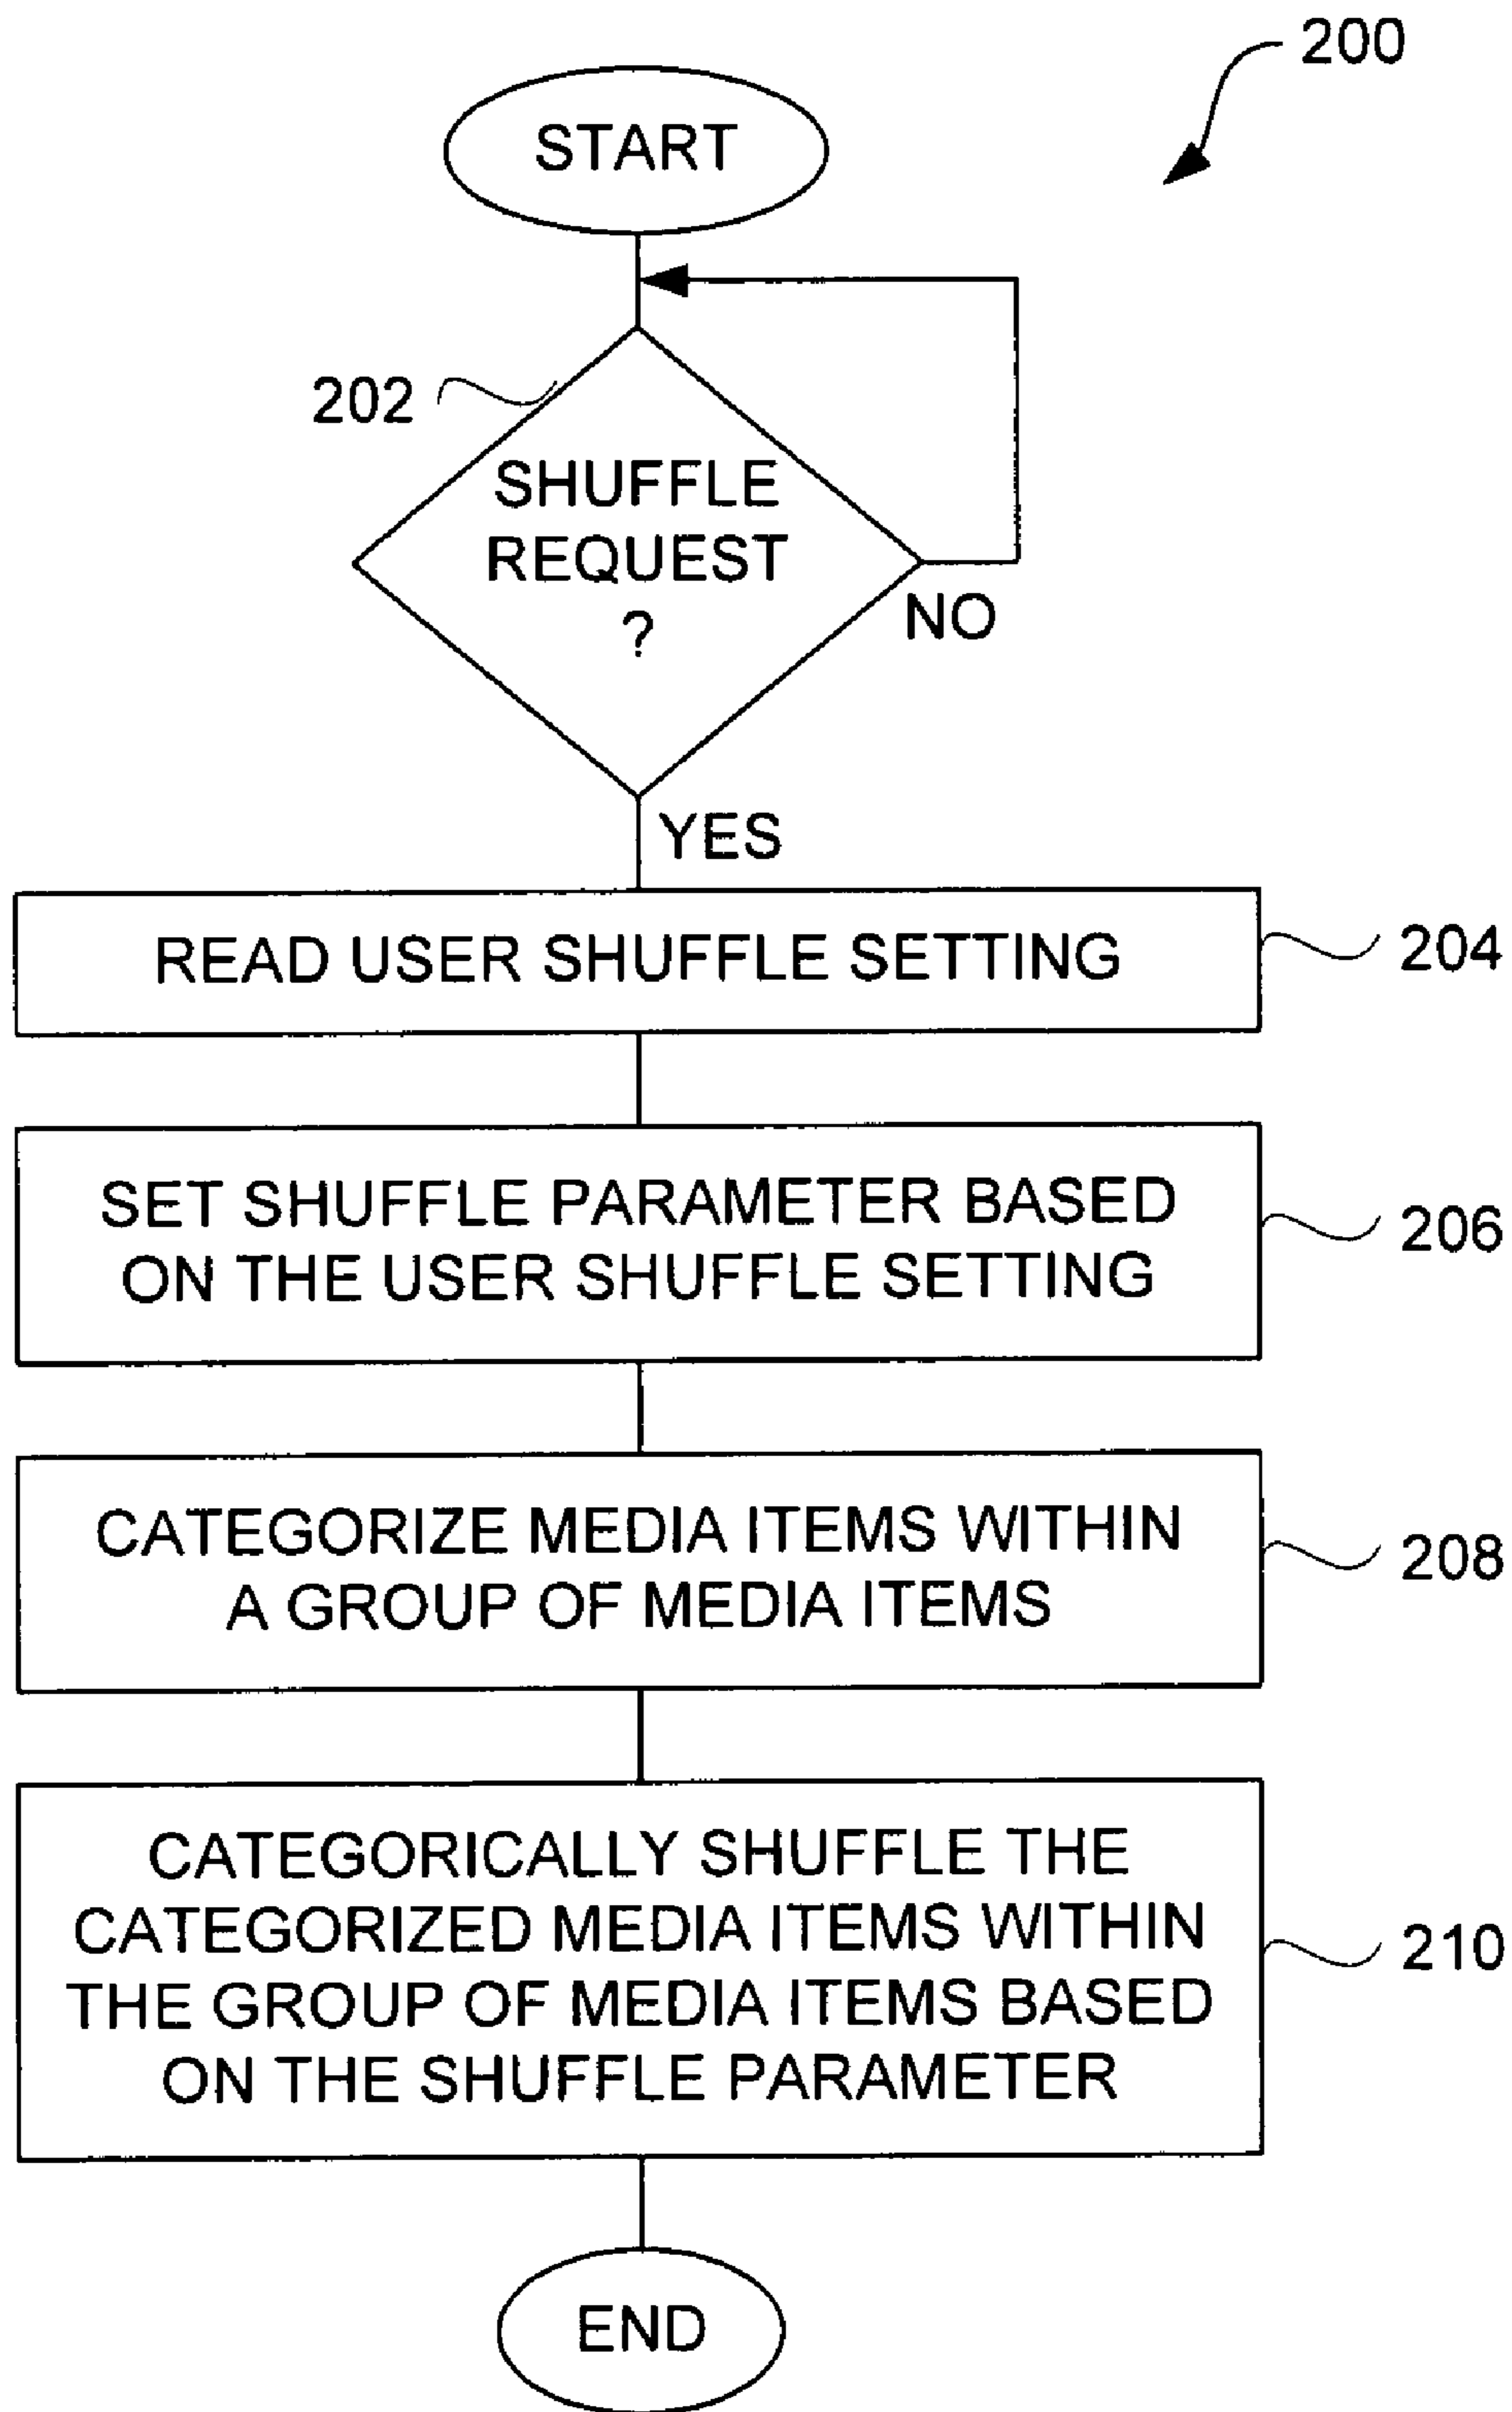 200
START
202
SHUFFLE
REQUEST
?
NO
YES
READ USER SHUFFLE SETTING
204
SET SHUFFLE PARAMETER BASED
ON THE USER SHUFFLE SETTING
206
CATEGORIZE MEDIA ITEMS WITHIN
A GROUP OF MEDIA ITEMS
208
CATEGORICALLY SHUFFLE THE
CATEGORIZED MEDIA ITEMS WITHIN
THE GROUP OF MEDIA ITEMS BASED
ON THE SHUFFLE PARAMETER
210
END